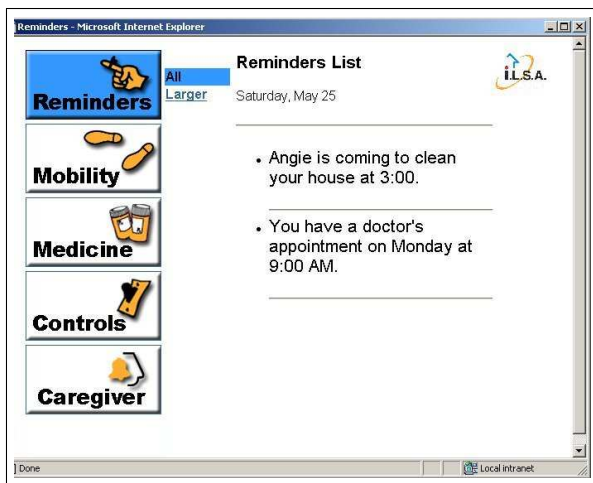 Reminders - Microsoft Internet Explorer
Reminders
All
Larger
Mobility
Medicine
Controls
Caregiver
Reminders List
Saturday, May 25
i.L.S.A.
• Angie is coming to clean
your house at 3:00.
• You have a doctor's
appointment on Monday at
9:00 AM.
Done
Local intranet